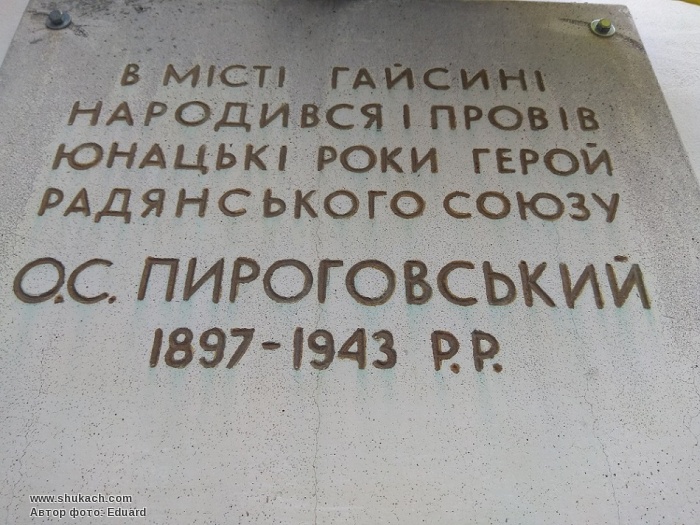 В МІСТІ ГАЙСИНІ
НАРОДИВСЯ І ПРОВІВ
ЮНАЦЬКІ РОКИ ГЕРОЙ
РАДЯНСЬКОГО СОЮЗУ
О.С. ПИРОГОВСЬКИЙ
1897-1943 Р.Р.
www.shukach.com
Автор фото: Eduard